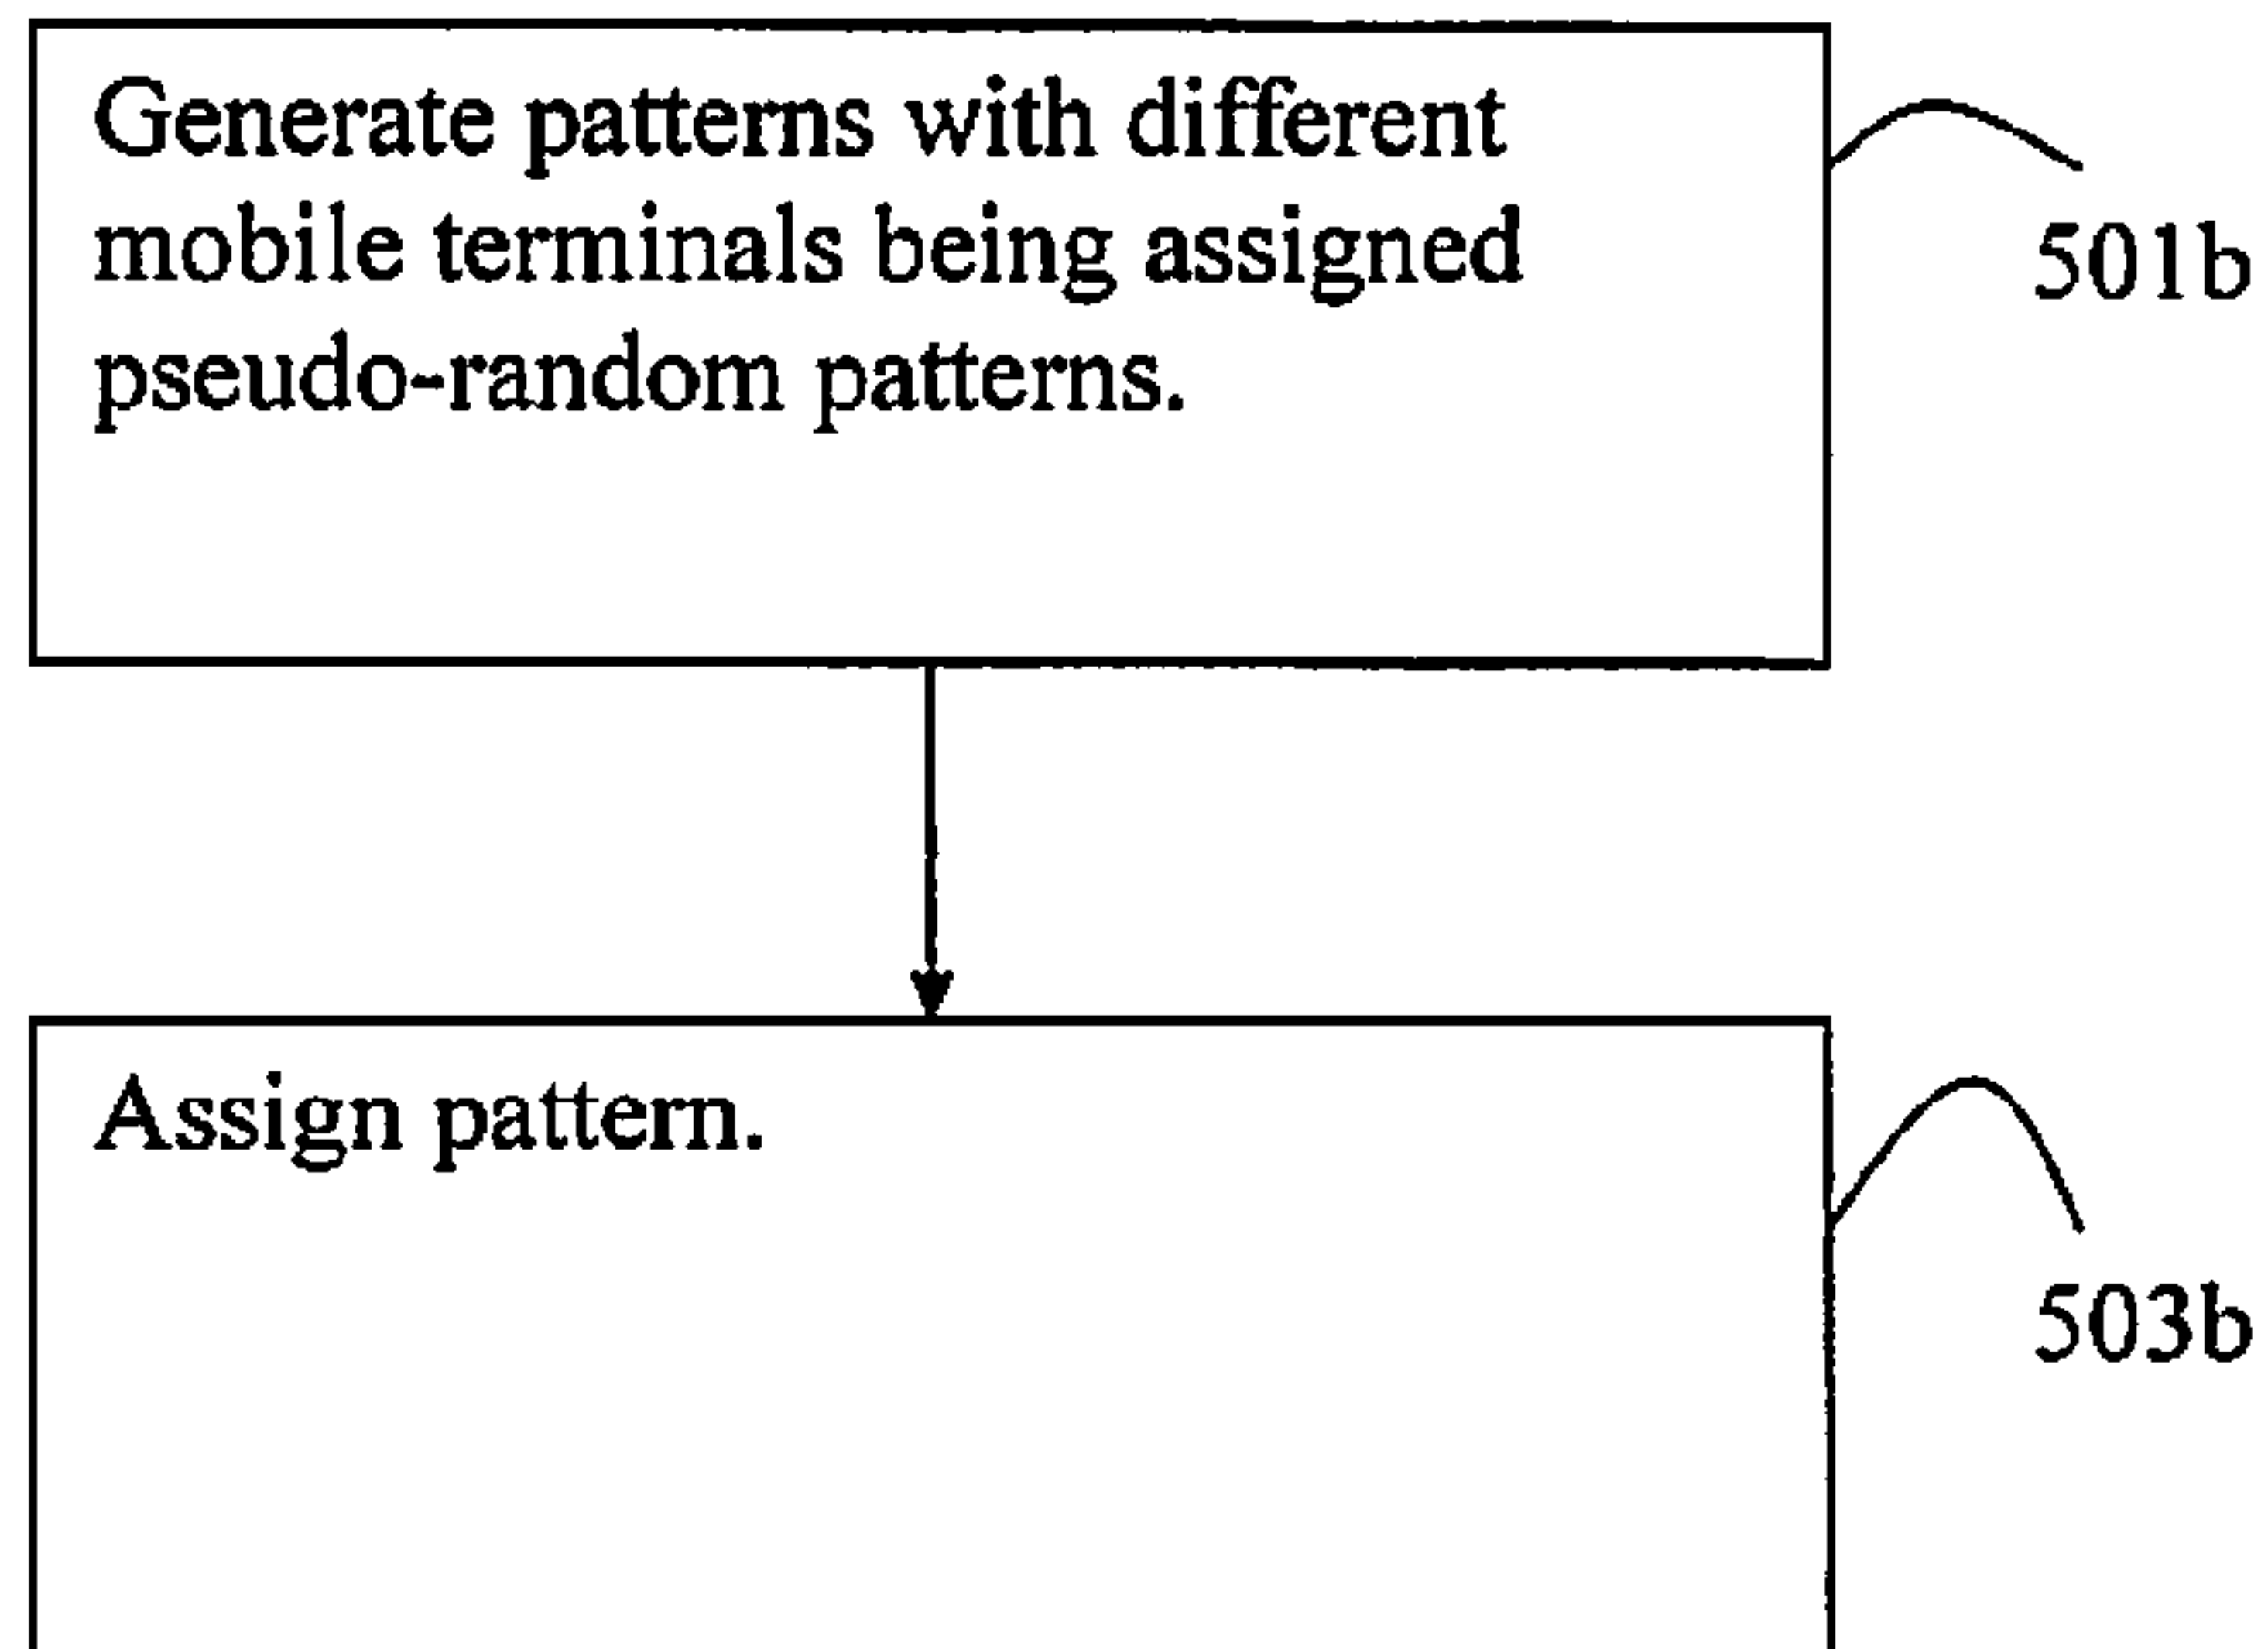 Generate patterns with different
mobile terminals being assigned
pseudo-random patterns.
501b
Assign pattern.
503b